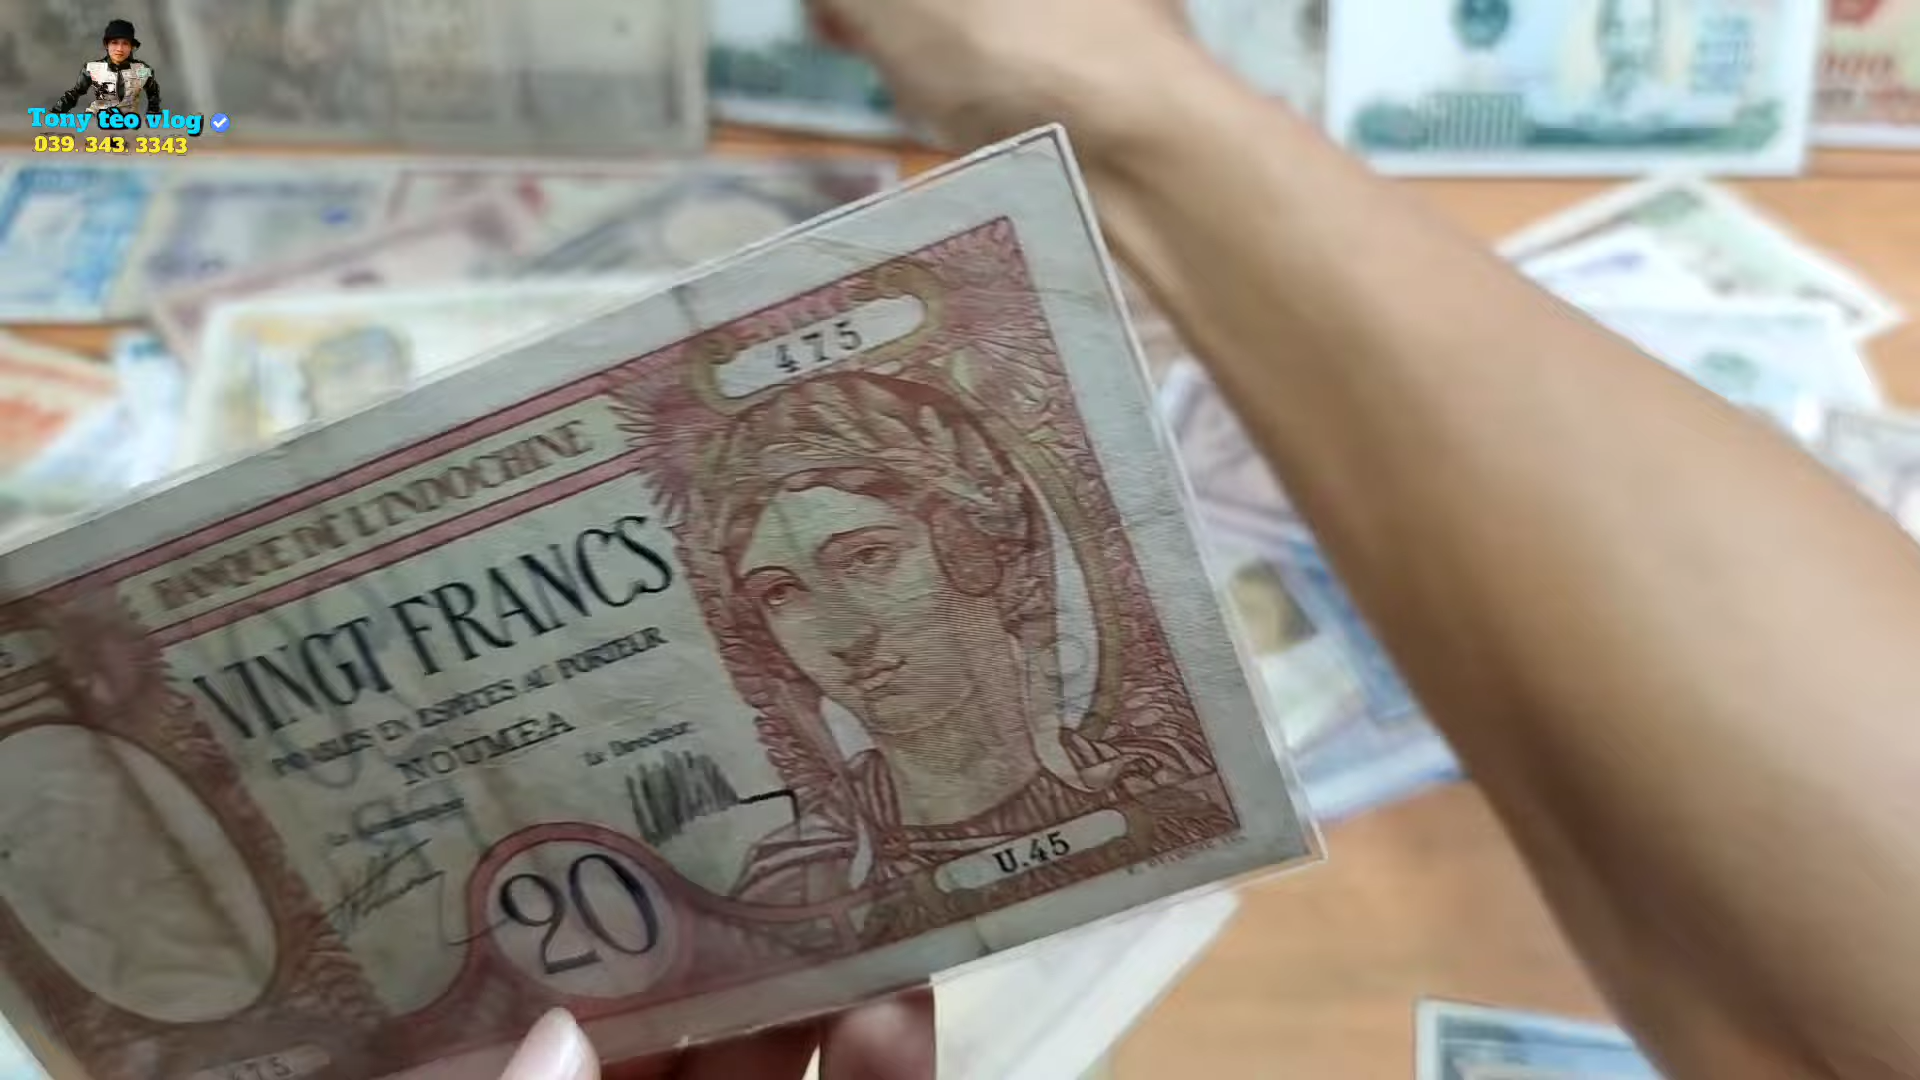 Tony tèo vlog
039. 343. 3343
475
BANQUE DE L'INDOCHINE
VINGT FRANCS
PAYABLES EN ESPÈCES AU PORTEUR
NOUMEA
Le Directeur
20
U.45
475